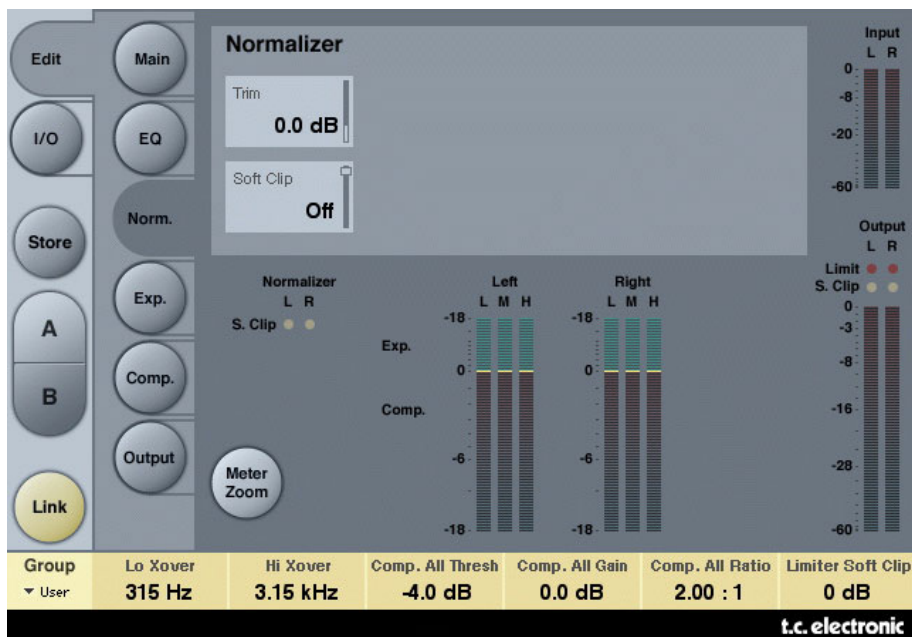 Edit
I/O
Store
A
B
Link
Main
EQ
Norm.
Exp.
Comp.
Output
Normalizer
Trim
0.0 dB
Soft Clip
Off
Normalizer
L R
S. Clip
Meter
Zoom
Exp.
Comp.
Left
L M H
-18
0
-6
-18
Right
L M H
-18
0
-6
-18
Input
L R
0
-8
-20
-60
Output
L R
Limit
S. Clip
0
-3
-8
-16
-28
-60
Group
User
Lo Xover
315 Hz
Hi Xover
3.15 kHz
Comp. All Thresh
-4.0 dB
Comp. All Gain
0.0 dB
Comp. All Ratio
2.00 : 1
Limiter Soft Clip
0 dB
t.c. electronic